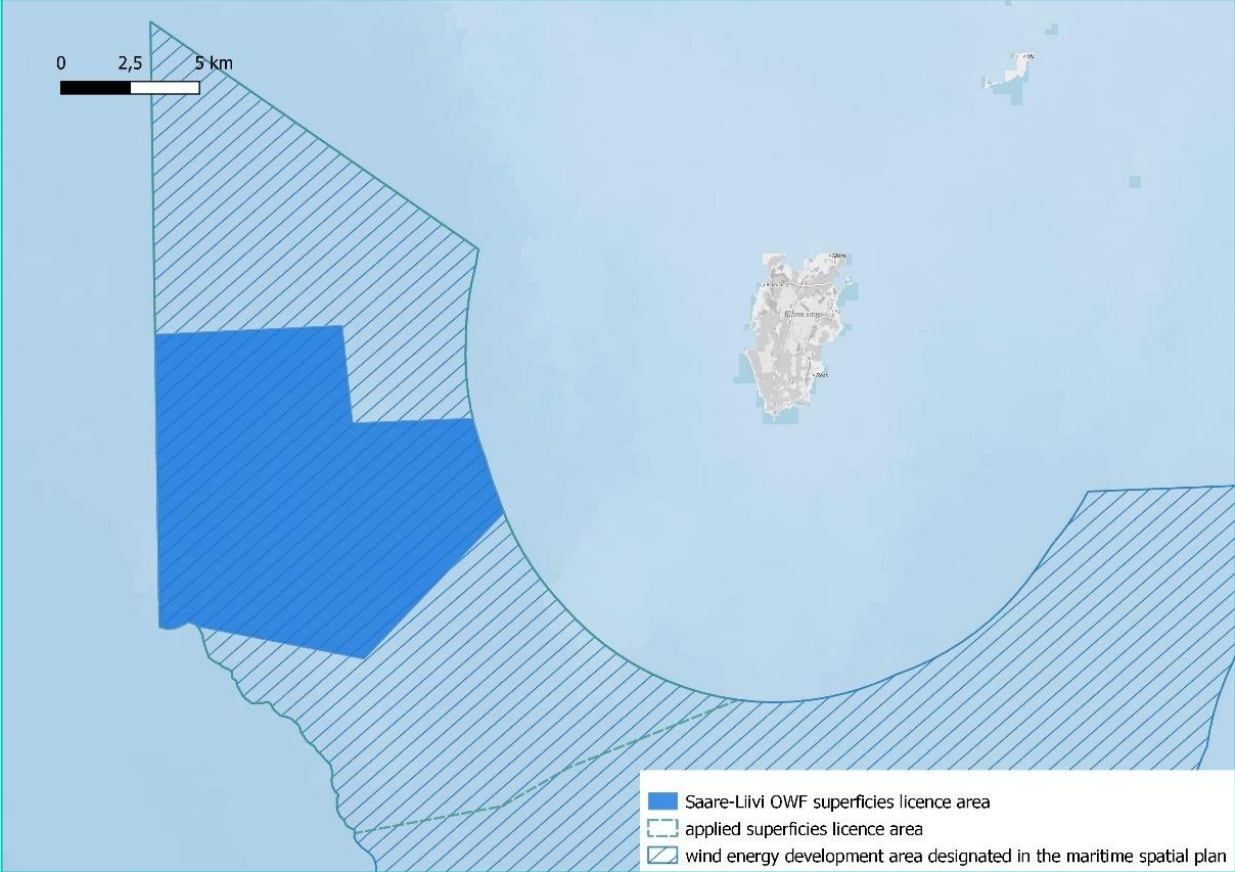 0 2,5 5 km
Saare-Liivi OWF superficies licence area
applied superficies licence area
wind energy development area designated in the maritime spatial plan